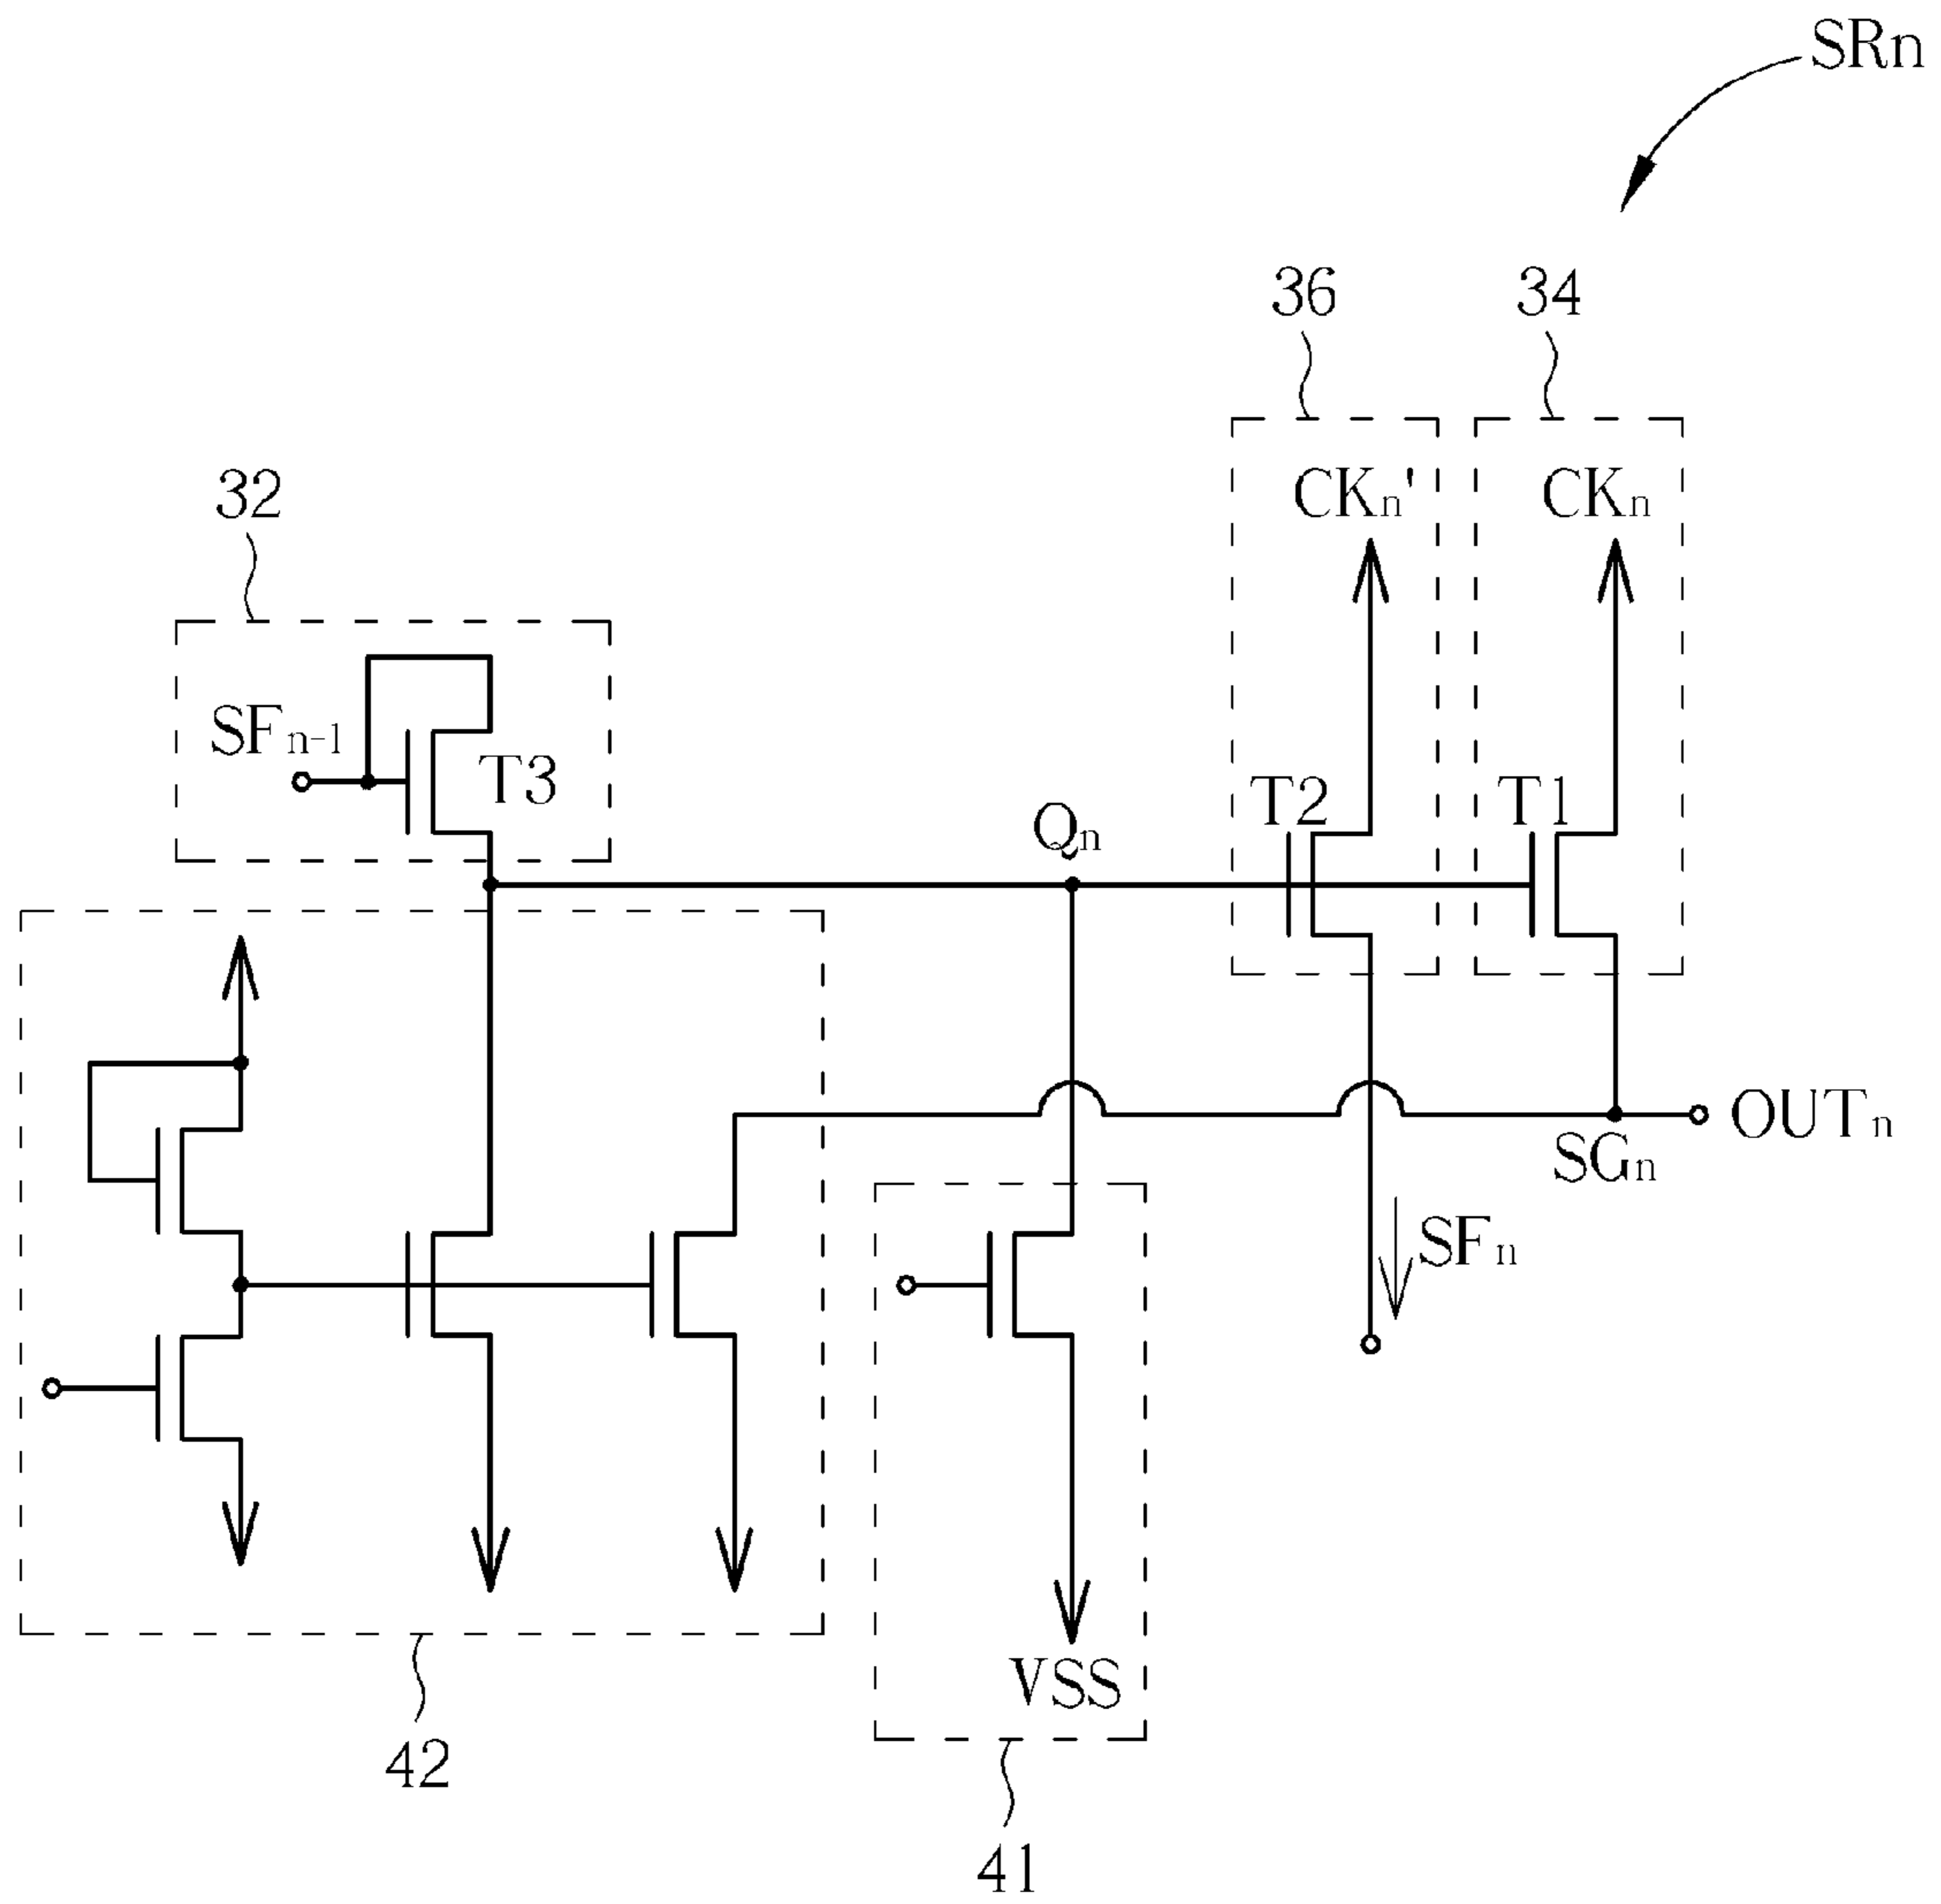 SRn
36
34
CKn'
CKn
32
SFn-1
T3
T2
T1
Qn
OUTn
SGn
SFn
VSS
42
41